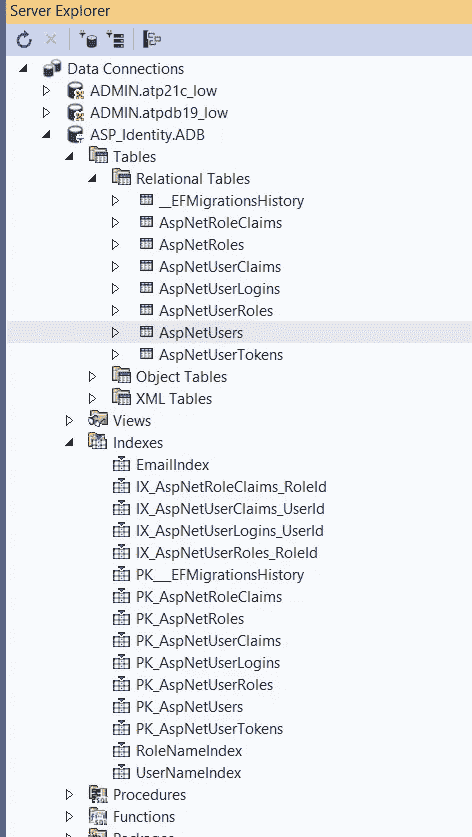 Server Explorer
Data Connections
ADMIN.atp21c_low
ADMIN.atpdb19_low
ASP_Identity.ADB
Tables
Relational Tables
__EFMigrationsHistory
AspNetRoleClaims
AspNetRoles
AspNetUserClaims
AspNetUserLogins
AspNetUserRoles
AspNetUsers
AspNetUserTokens
Object Tables
XML Tables
Views
Indexes
EmailIndex
IX_AspNetRoleClaims_RoleId
IX_AspNetUserClaims_UserId
IX_AspNetUserLogins_UserId
IX_AspNetUserRoles_RoleId
PK___EFMigrationsHistory
PK_AspNetRoleClaims
PK_AspNetRoles
PK_AspNetUserClaims
PK_AspNetUserLogins
PK_AspNetUserRoles
PK_AspNetUsers
PK_AspNetUserTokens
RoleNameIndex
UserNameIndex
Procedures
Functions
Packages